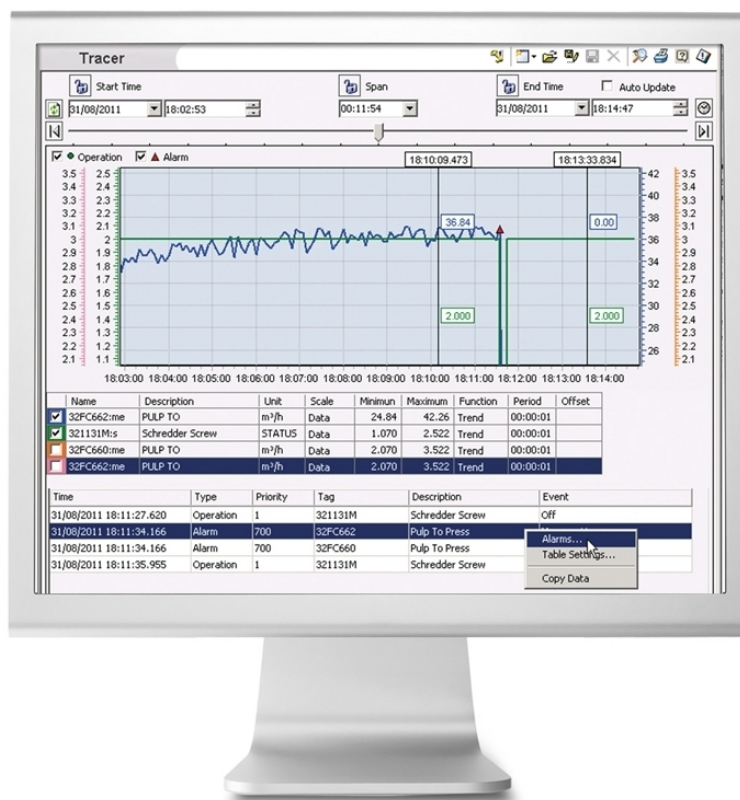 Tracer
Start Time Span End Time Auto Update
31/08/2011 18:02:53 00:11:54 31/08/2011 18:14:47
Operation Alarm 18:10:09.473 18:13:33.834
3.5 2.5 42 3.5
3.4 2.4 3.4
3.3 2.3 40 3.3
3.2 2.2 3.2
3.1 2.1 36.84 0.00 38 3.1
3 2 36 3
2.9 1.9 2.9
2.8 1.8 34 2.8
2.7 1.7 2.7
2.6 1.6 32 2.6
2.5 1.5 2.5
2.4 1.4 2.000 2.000 30 2.4
2.3 1.3 28 2.3
2.2 1.2 2.2
2.1 1.1 26 2.1
18:03:00 18:04:00 18:05:00 18:06:00 18:07:00 18:08:00 18:09:00 18:10:00 18:11:00 18:12:00 18:13:00 18:14:00
Name Description Unit Scale Minimun Maximum Function Period Offset
32FC662:me PULP TO m³/h Data 24.84 42.26 Trend 00:00:01
321131M:s Schredder Screw STATUS Data 1.070 2.522 Trend 00:00:01
32FC660:me PULP TO m³/h Data 2.070 3.522 Trend 00:00:01
32FC662:me PULP TO m³/h Data 2.070 3.522 Trend 00:00:01
Time Type Priority Tag Description Event
31/08/2011 18:11:27.620 Operation 1 321131M Schredder Screw Off
31/08/2011 18:11:34.166 Alarm 700 32FC662 Pulp To Press
31/08/2011 18:11:34.166 Alarm 700 32FC660 Pulp To Press
31/08/2011 18:11:35.955 Operation 1 321131M Schredder Screw
Alarms...
Table Settings...
Copy Data